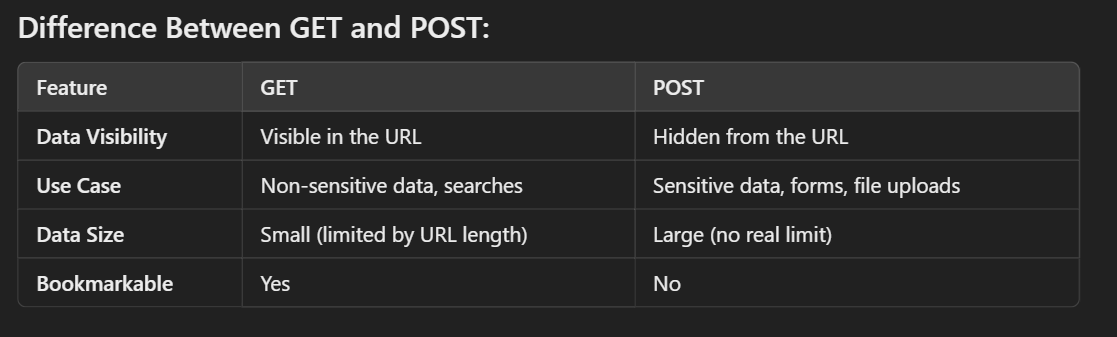 Difference Between GET and POST:
Feature GET POST
Data Visibility Visible in the URL Hidden from the URL
Use Case Non-sensitive data, searches Sensitive data, forms, file uploads
Data Size Small (limited by URL length) Large (no real limit)
Bookmarkable Yes No